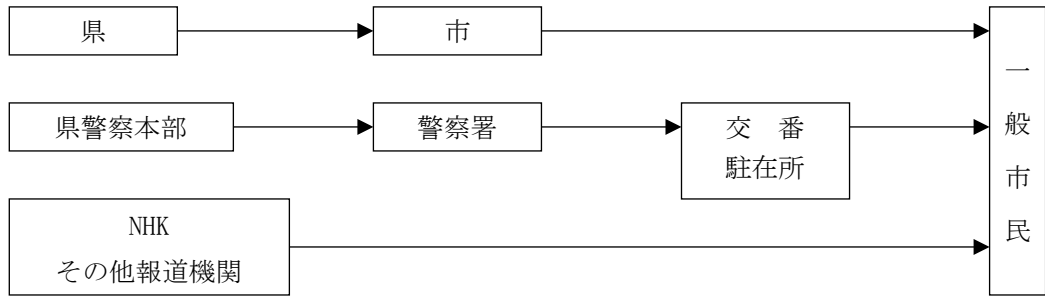 県
市
県警察本部
警察署
交　番
駐在所
NHK
その他報道機関
一般市民